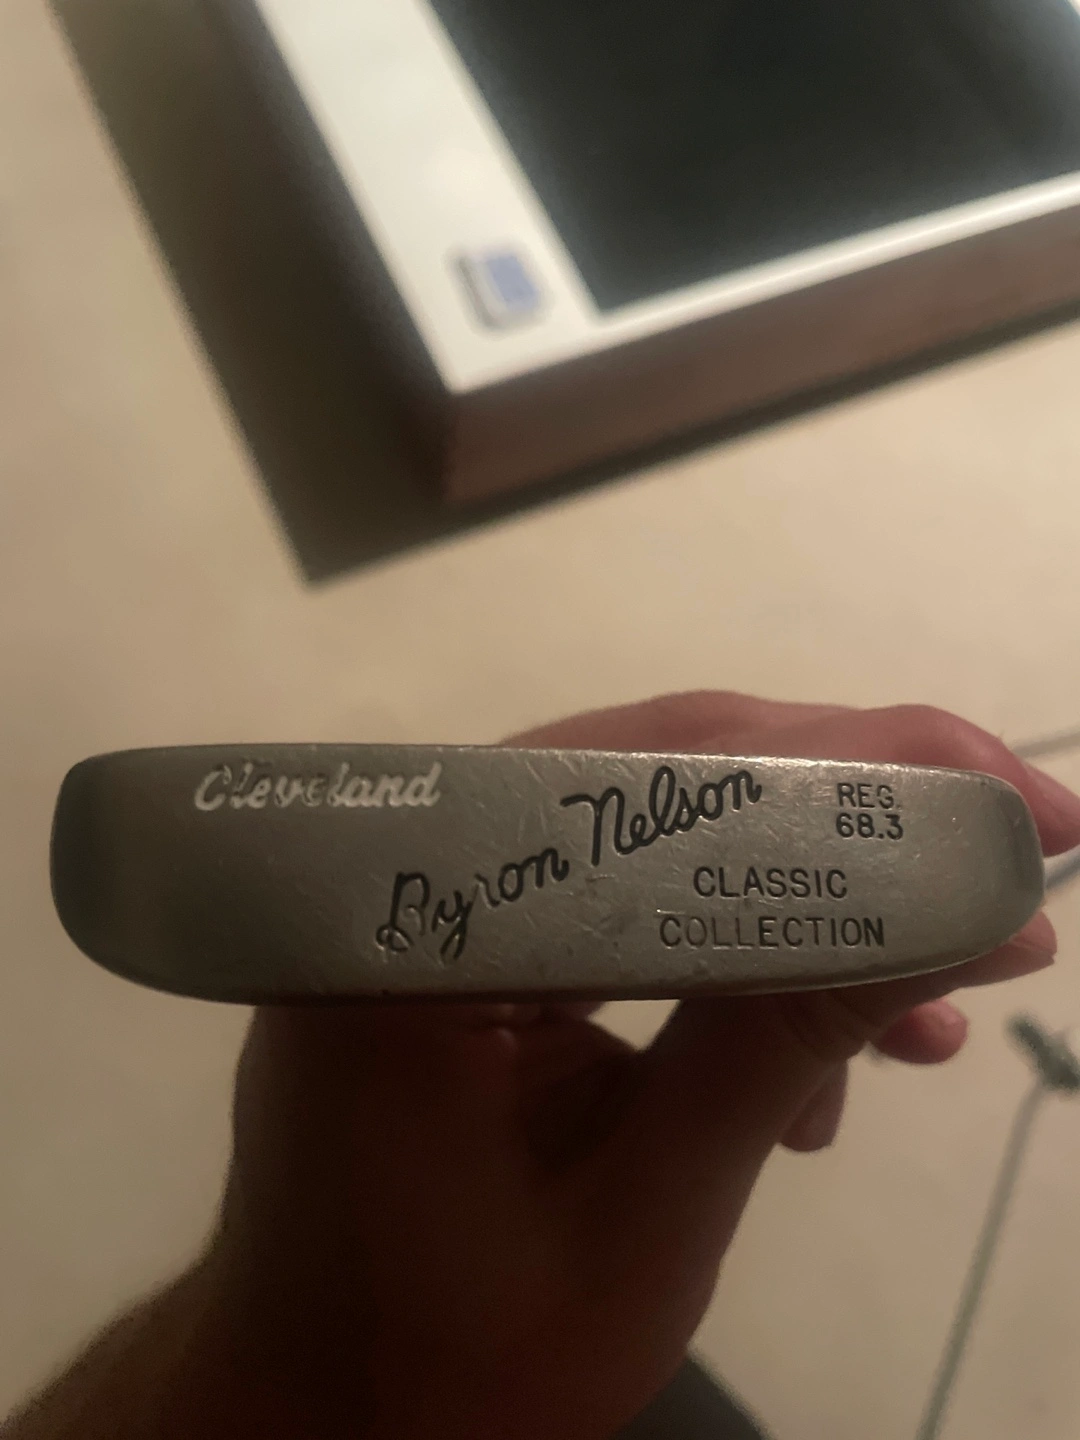 Cleveland
Byron Nelson
REG.
68.3
CLASSIC
COLLECTION